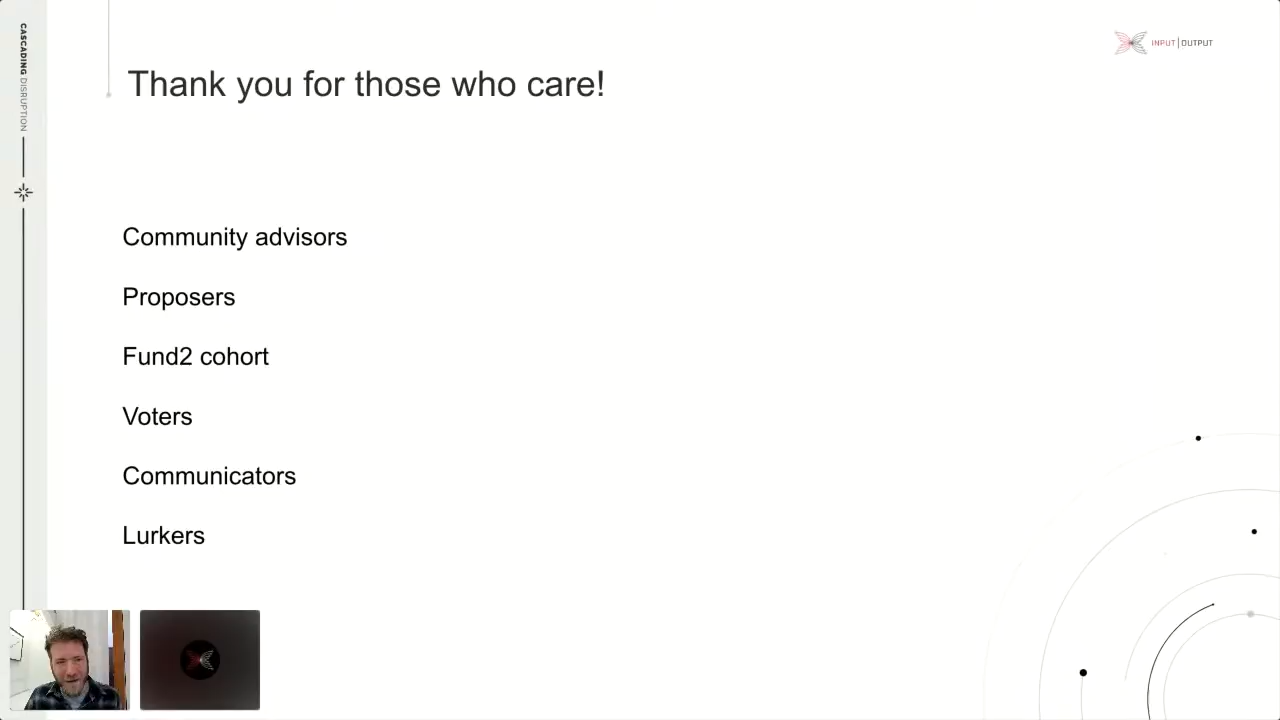 CASCADING DISRUPTION
INPUT | OUTPUT
Thank you for those who care!
Community advisors
Proposers
Fund2 cohort
Voters
Communicators
Lurkers